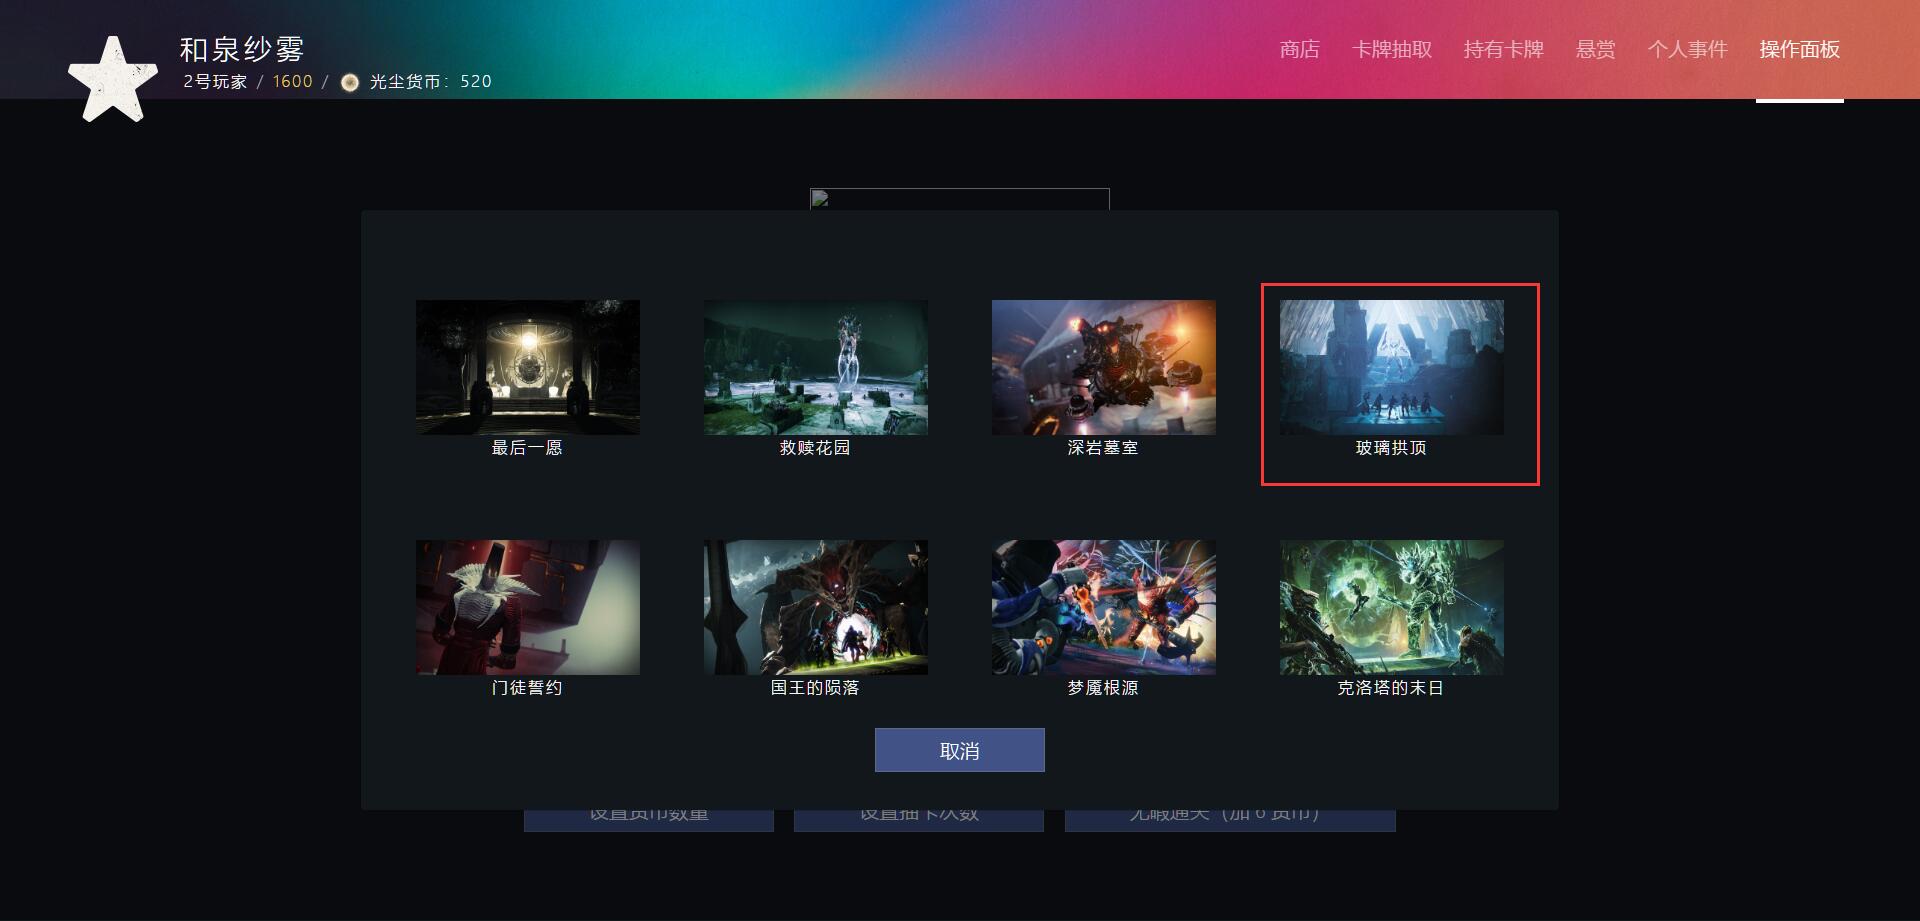 和泉纱雾
2号玩家 / 1600 / 光尘货币：520
商店 卡牌抽取 持有卡牌 悬赏 个人事件 操作面板
最后一愿 救赎花园 深岩墓室 玻璃拱顶
门徒誓约 国王的陨落 梦魇根源 克洛塔的末日
取消
设置货币数量 设置抽卡次数 无暇通关（加 6 货币）